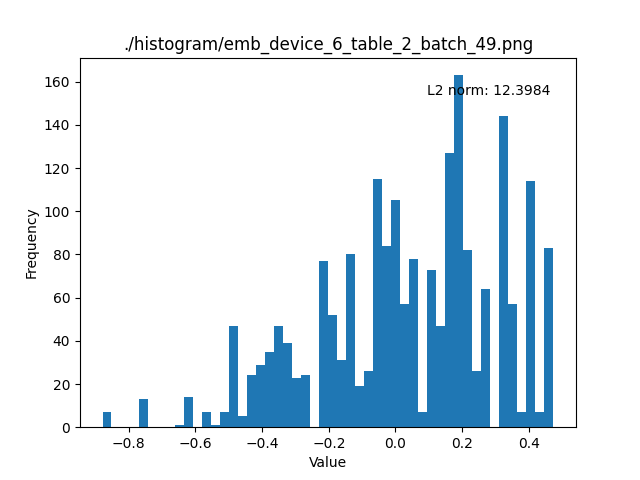 ./histogram/emb_device_6_table_2_batch_49.png
L2 norm: 12.3984
160
140
120
100
80
60
40
20
0
Frequency
−0.8 −0.6 −0.4 −0.2 0.0 0.2 0.4
Value